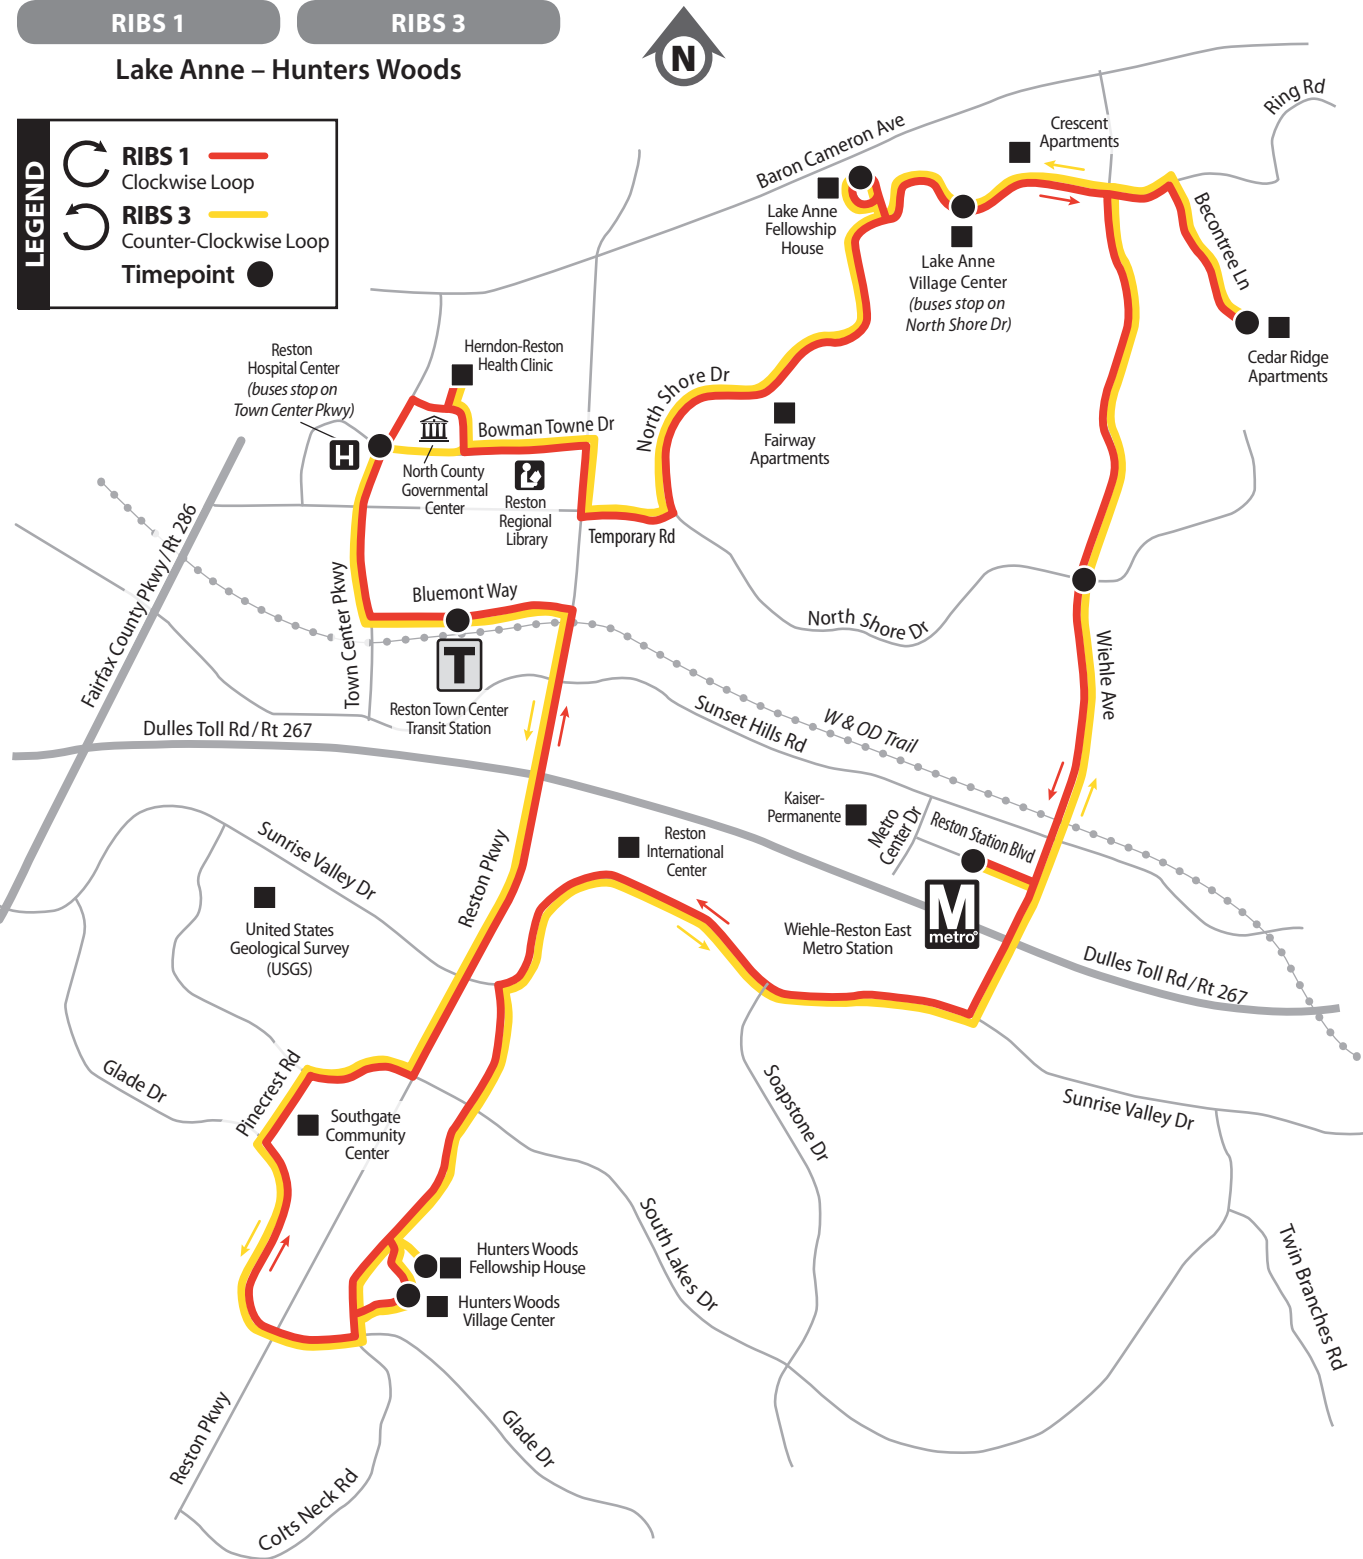 RIBS 1
RIBS 3
Lake Anne – Hunters Woods
N
LEGEND
RIBS 1
Clockwise Loop
RIBS 3
Counter-Clockwise Loop
Timepoint
Baron Cameron Ave
Crescent
Apartments
Ring Rd
Lake Anne
Fellowship
House
Lake Anne
Village Center
(buses stop on
North Shore Dr)
Becontree Ln
Cedar Ridge
Apartments
Reston
Hospital Center
(buses stop on
Town Center Pkwy)
Herndon-Reston
Health Clinic
H
Bowman Towne Dr
North County
Governmental
Center
Reston
Regional
Library
North Shore Dr
Fairway
Apartments
Temporary Rd
Fairfax County Pkwy/Rt 286
Town Center Pkwy
Bluemont Way
T
Reston Town Center
Transit Station
North Shore Dr
Wiehle Ave
Dulles Toll Rd/Rt 267
Sunset Hills Rd
W & OD Trail
Kaiser-
Permanente
Metro
Center Dr
Reston Station Blvd
Reston
International
Center
Sunrise Valley Dr
Reston Pkwy
M
metro
Wiehle-Reston East
Metro Station
Dulles Toll Rd/Rt 267
United States
Geological Survey
(USGS)
Glade Dr
Pinecrest Rd
Southgate
Community
Center
Soapstone Dr
Sunrise Valley Dr
South Lakes Dr
Twin Branches Rd
Hunters Woods
Fellowship House
Hunters Woods
Village Center
Reston Pkwy
Glade Dr
Colts Neck Rd